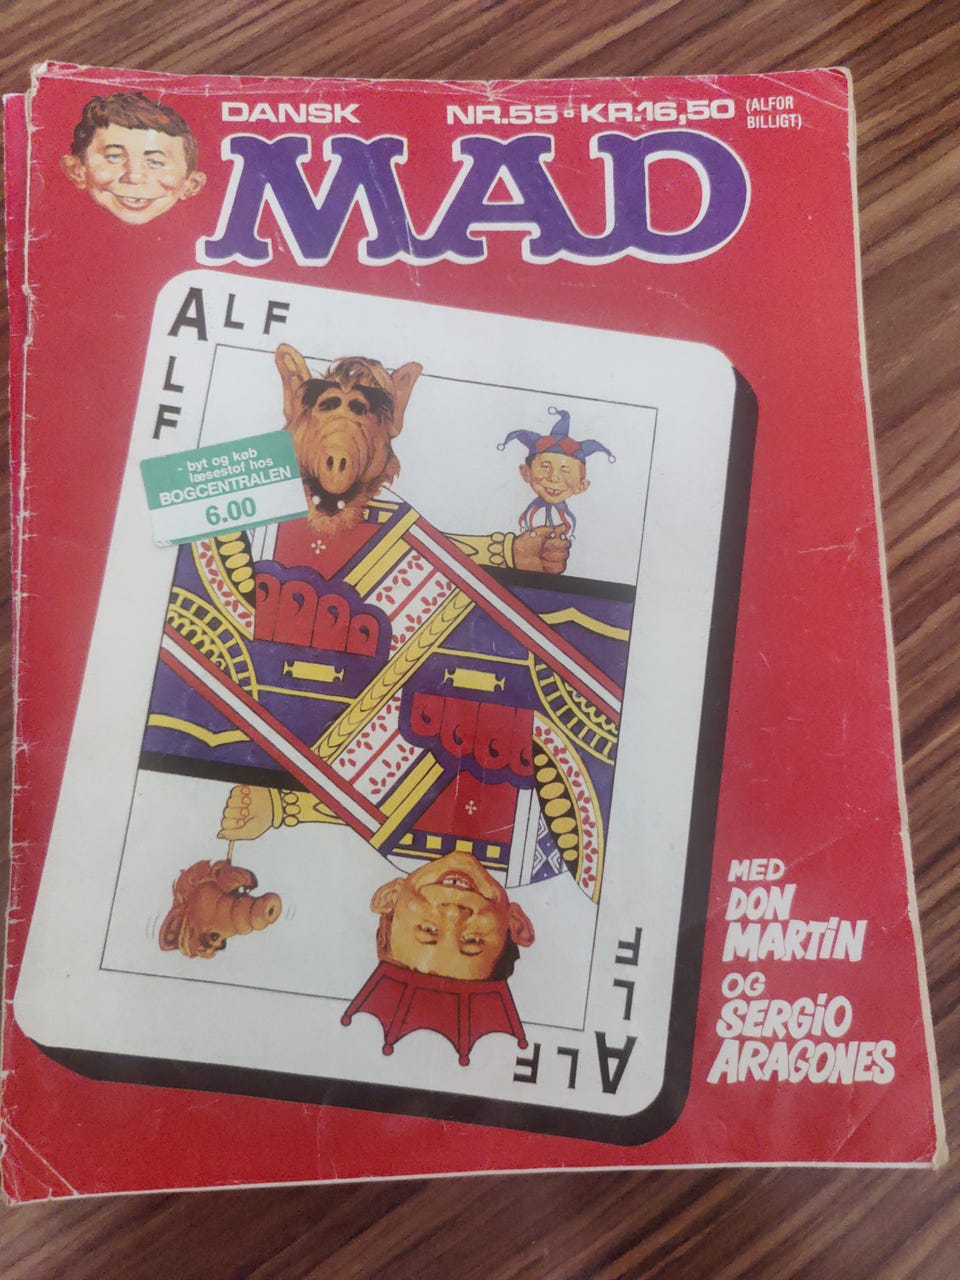 DANSK
NR.55 KR.16,50
(ALFOR
BILLIGT)
MAD
ALF
L
F
- byt og køb
læsestof hos
BOGCENTRALEN
6.00
MED
DON
MARTiN
OG
SERGiO
ARAGONES
F
L
ALF